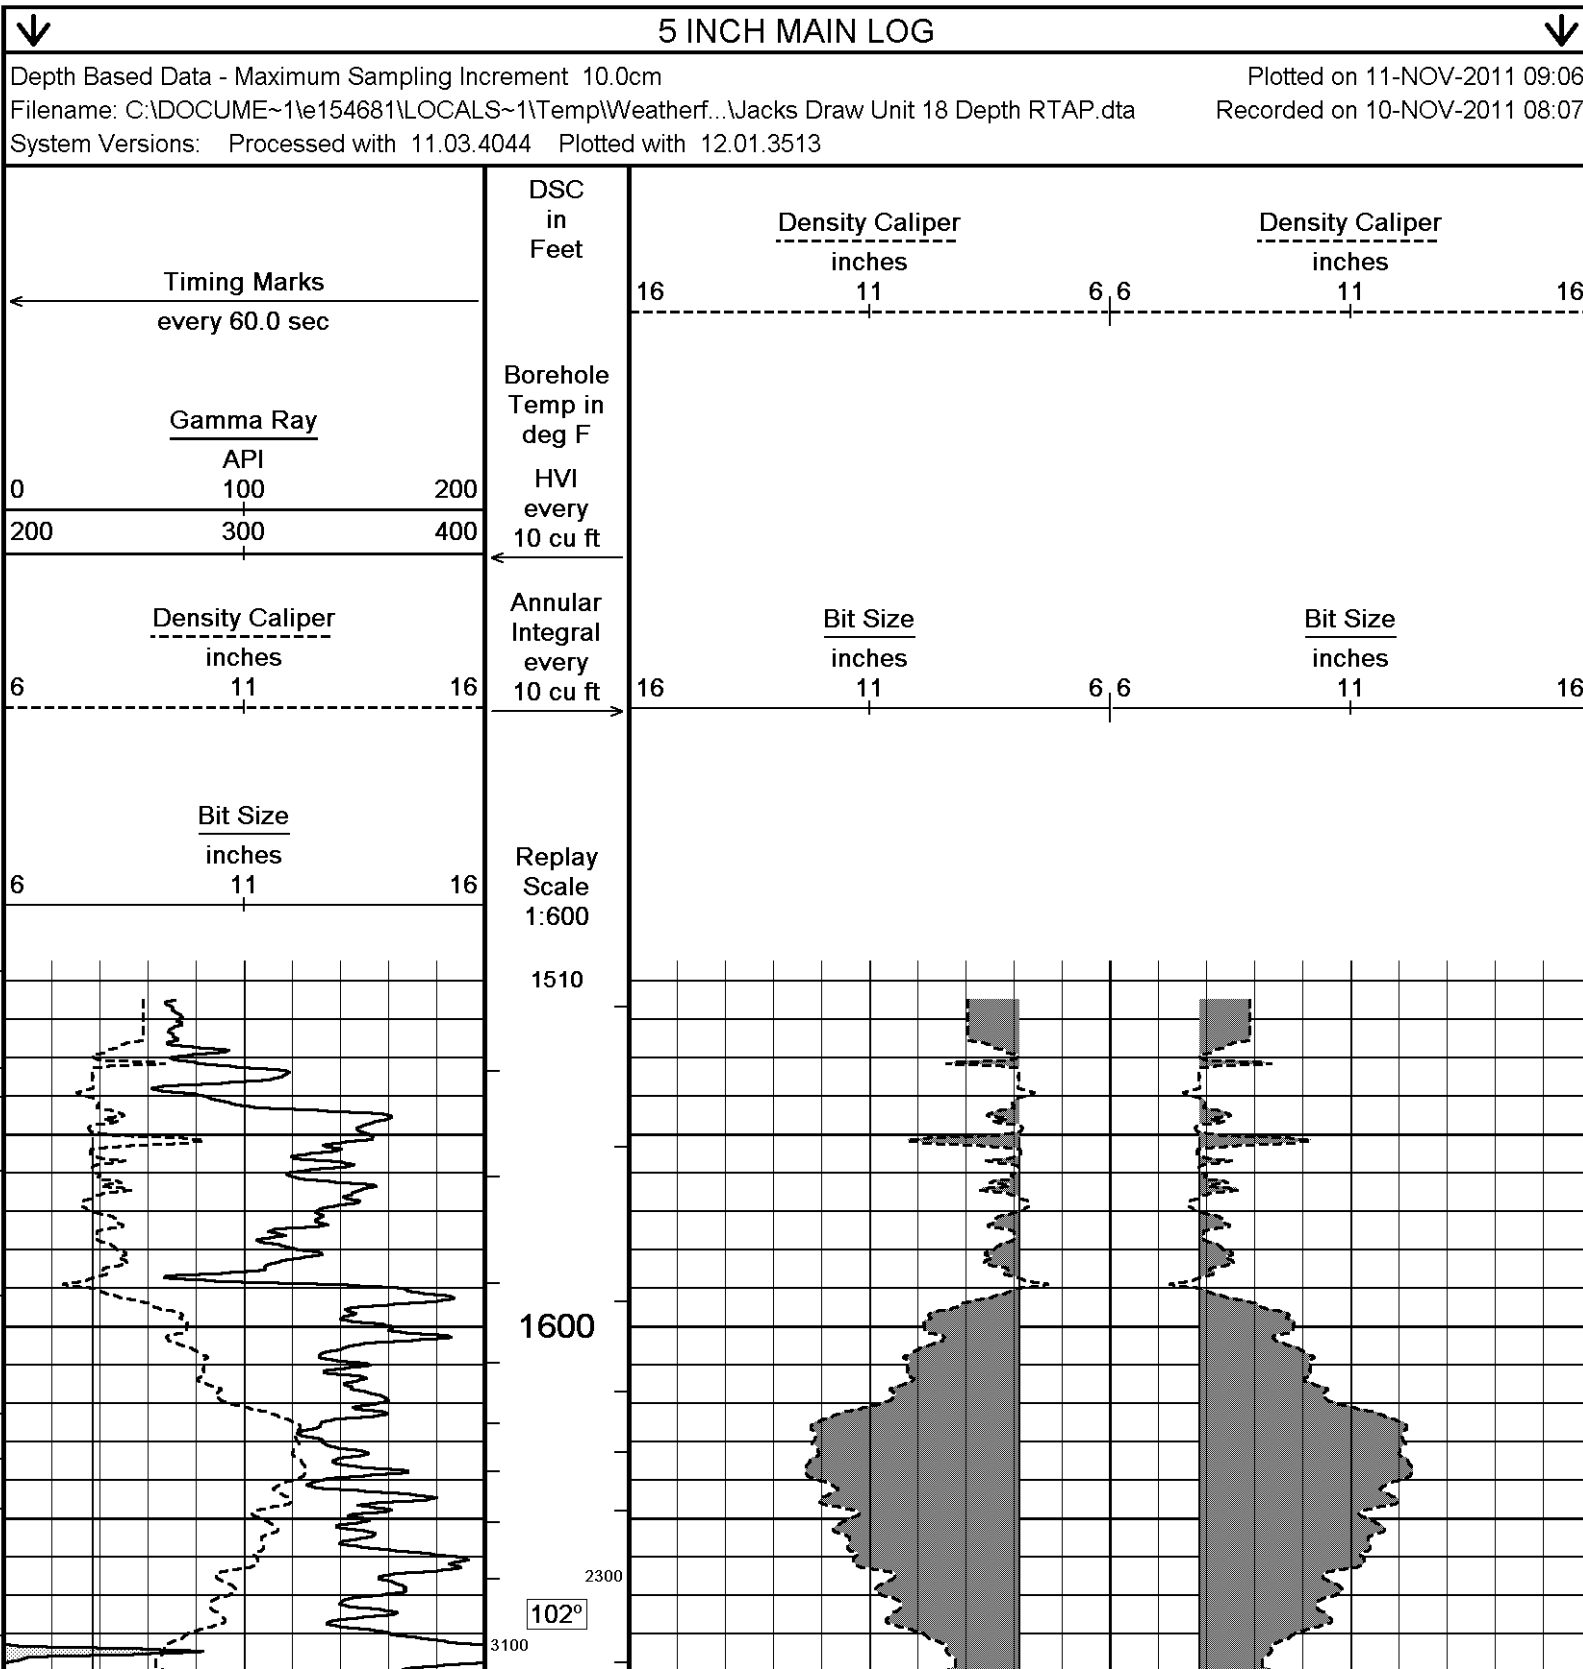 5 INCH MAIN LOG
Depth Based Data - Maximum Sampling Increment 10.0cm
Plotted on 11-NOV-2011 09:06
Filename: C:\DOCUME~1\e154681\LOCALS~1\Temp\Weatherf...\Jacks Draw Unit 18 Depth RTAP.dta
Recorded on 10-NOV-2011 08:07
System Versions: Processed with 11.03.4044 Plotted with 12.01.3513
Timing Marks
every 60.0 sec
Gamma Ray
API
0 100 200
200 300 400
Density Caliper
inches
6 11 16
Bit Size
inches
6 11 16
DSC
in
Feet
Borehole
Temp in
deg F
HVI
every
10 cu ft
Annular
Integral
every
10 cu ft
Replay
Scale
1:600
Density Caliper
inches
16 11 6
Density Caliper
inches
6 11 16
Bit Size
inches
16 11 6
Bit Size
inches
6 11 16
1510
1600
2300
102º
3100